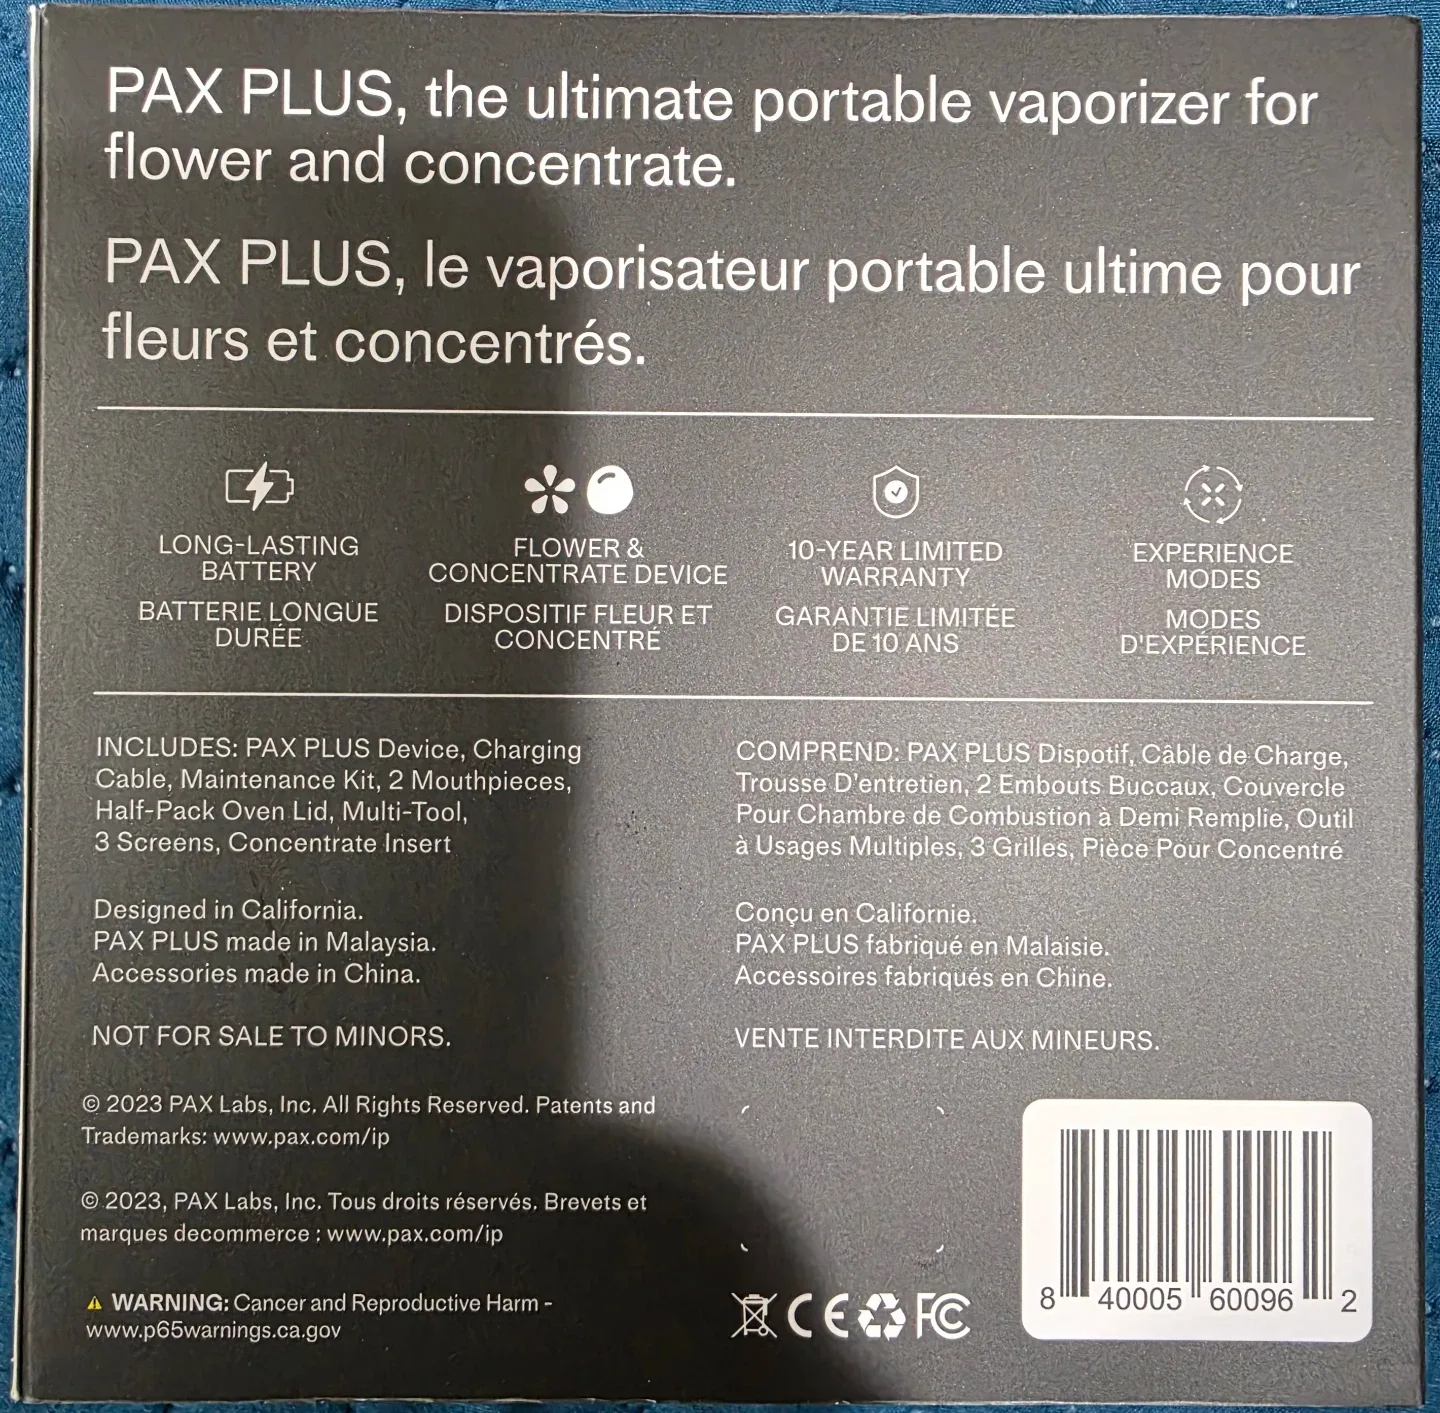 PAX PLUS, the ultimate portable vaporizer for
flower and concentrate.
PAX PLUS, le vaporisateur portable ultime pour
fleurs et concentrés.
LONG-LASTING
BATTERY
BATTERIE LONGUE
DURÉE
FLOWER &
CONCENTRATE DEVICE
DISPOSITIF FLEUR ET
CONCENTRÉ
10-YEAR LIMITED
WARRANTY
GARANTIE LIMITÉE
DE 10 ANS
EXPERIENCE
MODES
MODES
D'EXPÉRIENCE
INCLUDES: PAX PLUS Device, Charging
Cable, Maintenance Kit, 2 Mouthpieces,
Half-Pack Oven Lid, Multi-Tool,
3 Screens, Concentrate Insert
Designed in California.
PAX PLUS made in Malaysia.
Accessories made in China.
NOT FOR SALE TO MINORS.
COMPREND: PAX PLUS Dispotif, Câble de Charge,
Trousse D'entretien, 2 Embouts Buccaux, Couvercle
Pour Chambre de Combustion à Demi Remplie, Outil
à Usages Multiples, 3 Grilles, Pièce Pour Concentré
Conçu en Californie.
PAX PLUS fabriqué en Malaisie.
Accessoires fabriqués en Chine.
VENTE INTERDITE AUX MINEURS.
© 2023 PAX Labs, Inc. All Rights Reserved. Patents and
Trademarks: www.pax.com/ip
© 2023, PAX Labs, Inc. Tous droits réservés. Brevets et
marques decommerce : www.pax.com/ip
⚠ WARNING: Cancer and Reproductive Harm -
www.p65warnings.ca.gov
CE FC
8 40005 60096 2